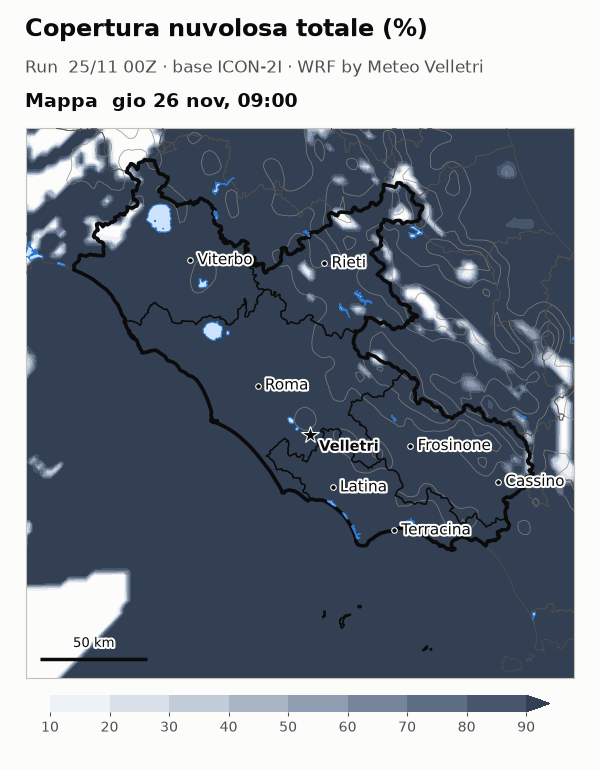 Copertura nuvolosa totale (%)
Run 25/11 00Z · base ICON-2I · WRF by Meteo Velletri
Mappa gio 26 nov, 09:00
Viterbo
Rieti
Roma
Velletri
Frosinone
Latina
Cassino
Terracina
50 km
10 20 30 40 50 60 70 80 90